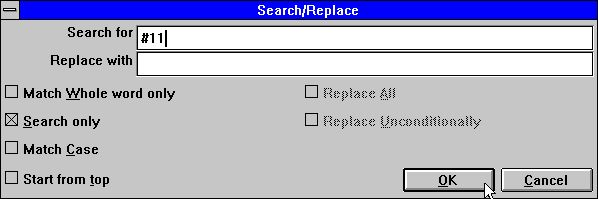 Search/Replace
Search for #11
Replace with
Match Whole word only
Replace All
Search only
Replace Unconditionally
Match Case
Start from top
OK
Cancel